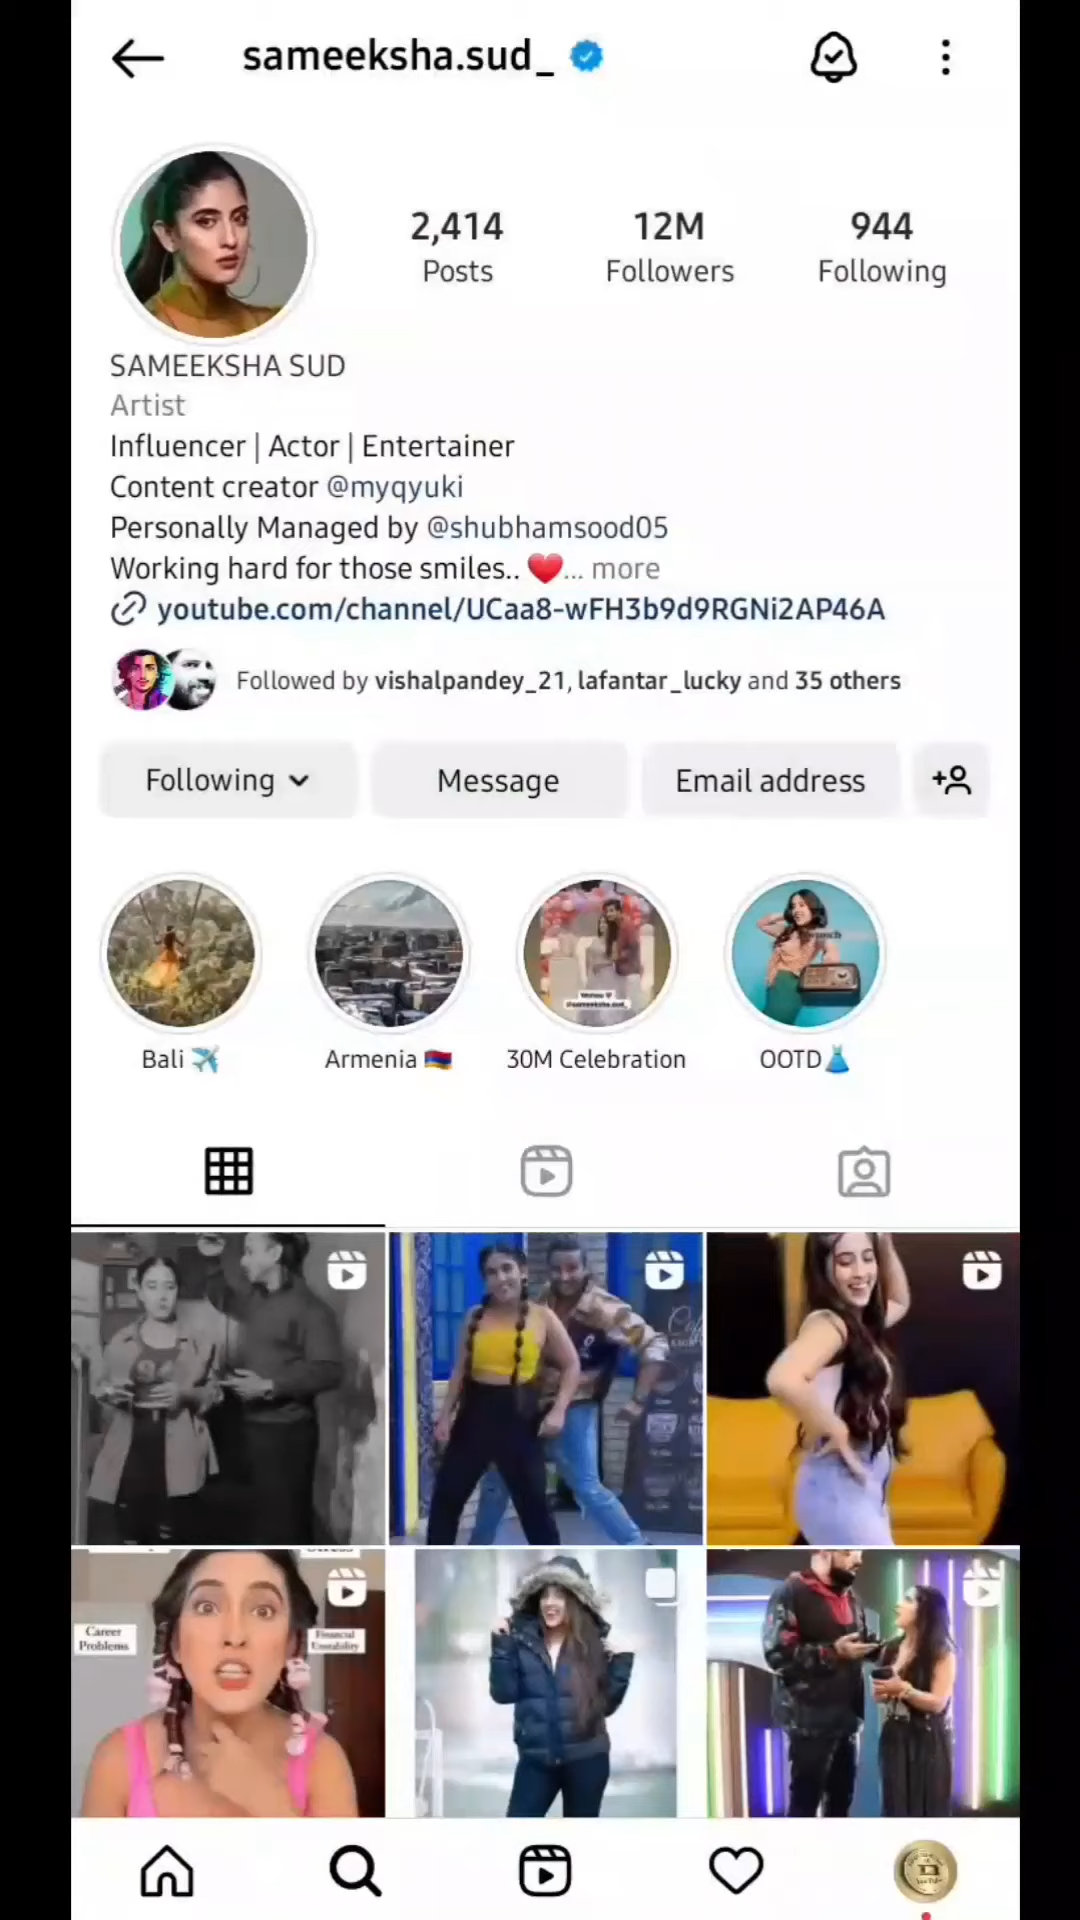 sameeksha.sud_
2,414
12M
944
Posts
Followers
Following
SAMEEKSHA SUD
Artist
Influencer | Actor | Entertainer
Content creator @myqyuki
Personally Managed by @shubhamsood05
Working hard for those smiles.. ❤️... more
youtube.com/channel/UCaa8-wFH3b9d9RGNi2AP46A
Followed by vishalpandey_21, lafantar_lucky and 35 others
Following
Message
Email address
Bali ✈️
Armenia 🇦🇲
30M Celebration
OOTD👗
Career
Problems
Financial
Unstability